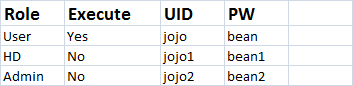 Role Execute UID PW
User Yes jojo bean
HD No jojo1 bean1
Admin No jojo2 bean2